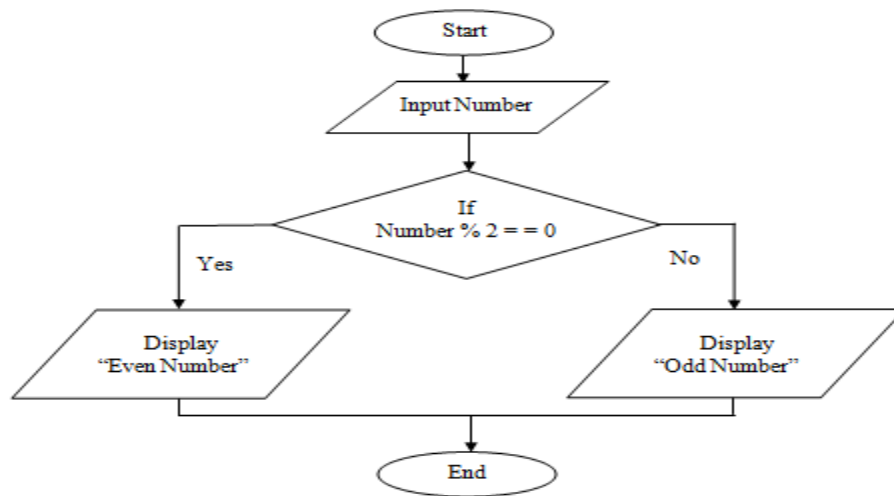 Start
Input Number
If
Number % 2 = = 0
Yes
No
Display
“Even Number”
Display
“Odd Number”
End